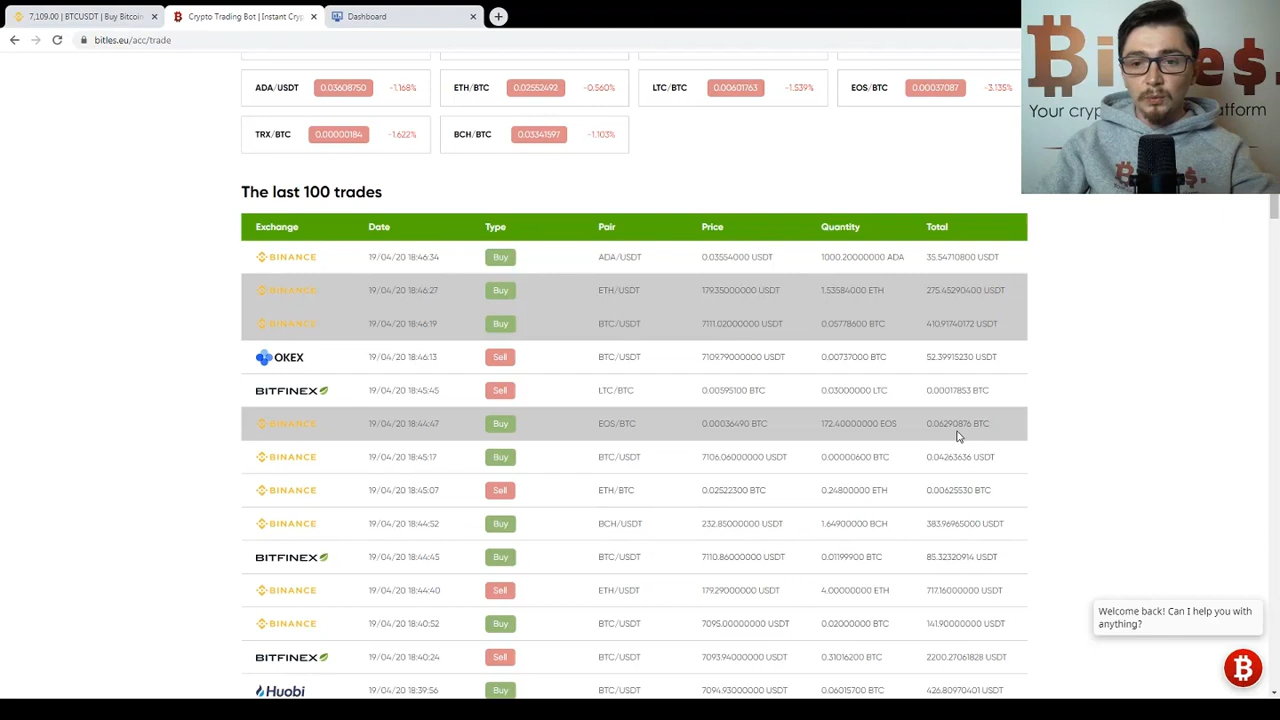 7,109.00 | BTCUSDT | Buy Bitcoin
Crypto Trading Bot | Instant Cryp
Dashboard
bitles.eu/acc/trade
Bitles.
Your cryp atform
ADA/USDT 0.03608750 -1.168%
ETH/BTC 0.02552492 -0.560%
LTC/BTC 0.00601763 -1.539%
EOS/BTC 0.00037087 -3.135%
TRX/BTC 0.00000184 -1.622%
BCH/BTC 0.03341597 -1.103%
The last 100 trades
Exchange Date Type Pair Price Quantity Total
BINANCE 19/04/20 18:46:34 Buy ADA/USDT 0.03554000 USDT 1000.20000000 ADA 35.54710800 USDT
BINANCE 19/04/20 18:46:27 Buy ETH/USDT 179.35000000 USDT 1.53584000 ETH 275.45290400 USDT
BINANCE 19/04/20 18:46:19 Buy BTC/USDT 7111.02000000 USDT 0.05778600 BTC 410.91740172 USDT
OKEX 19/04/20 18:46:13 Sell BTC/USDT 7109.79000000 USDT 0.00737000 BTC 52.39915230 USDT
BITFINEX 19/04/20 18:45:45 Sell LTC/BTC 0.00595100 BTC 0.03000000 LTC 0.00017853 BTC
BINANCE 19/04/20 18:44:47 Buy EOS/BTC 0.00036490 BTC 172.40000000 EOS 0.06290876 BTC
BINANCE 19/04/20 18:45:17 Buy BTC/USDT 7106.06000000 USDT 0.00000600 BTC 0.04263636 USDT
BINANCE 19/04/20 18:45:07 Sell ETH/BTC 0.02522300 BTC 0.24800000 ETH 0.00625530 BTC
BINANCE 19/04/20 18:44:52 Buy BCH/USDT 232.85000000 USDT 1.64900000 BCH 383.96965000 USDT
BITFINEX 19/04/20 18:44:45 Buy BTC/USDT 7110.86000000 USDT 0.01199900 BTC 85.32320914 USDT
BINANCE 19/04/20 18:44:40 Sell ETH/USDT 179.29000000 USDT 4.00000000 ETH 717.16000000 USDT
BINANCE 19/04/20 18:40:52 Buy BTC/USDT 7095.00000000 USDT 0.02000000 BTC 141.90000000 USDT
BITFINEX 19/04/20 18:40:24 Sell BTC/USDT 7093.94000000 USDT 0.31016200 BTC 2200.27061828 USDT
Huobi 19/04/20 18:39:56 Buy BTC/USDT 7094.93000000 USDT 0.06015700 BTC 426.80970401 USDT
Welcome back! Can I help you with
anything?